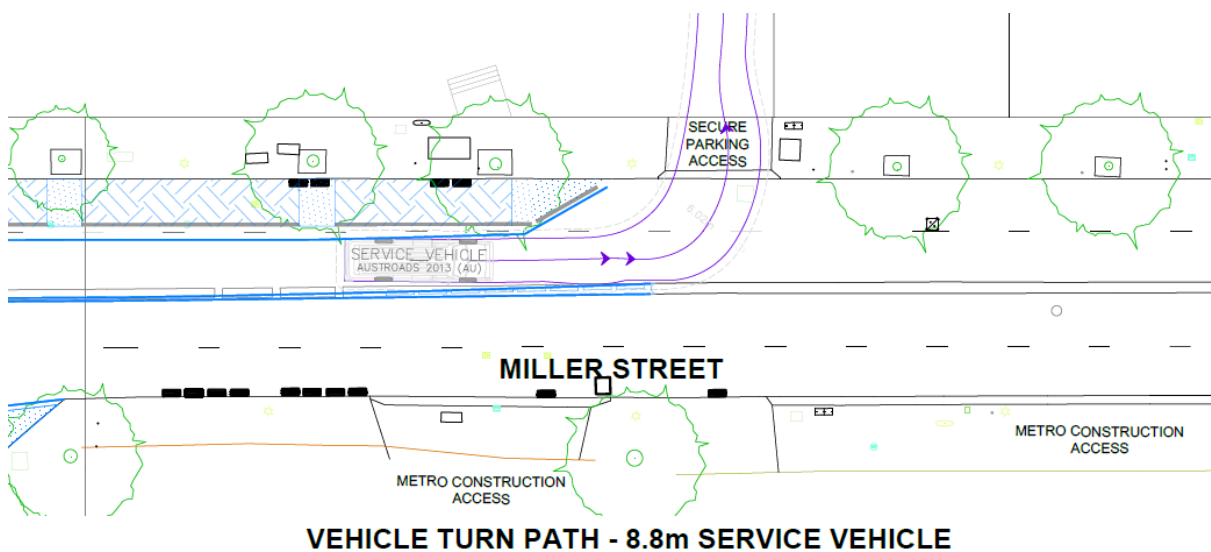 SECURE
PARKING
ACCESS
SERVICE VEHICLE
AUSTROADS 2013 (AU)
MILLER STREET
METRO CONSTRUCTION
ACCESS
METRO CONSTRUCTION
ACCESS
VEHICLE TURN PATH - 8.8m SERVICE VEHICLE